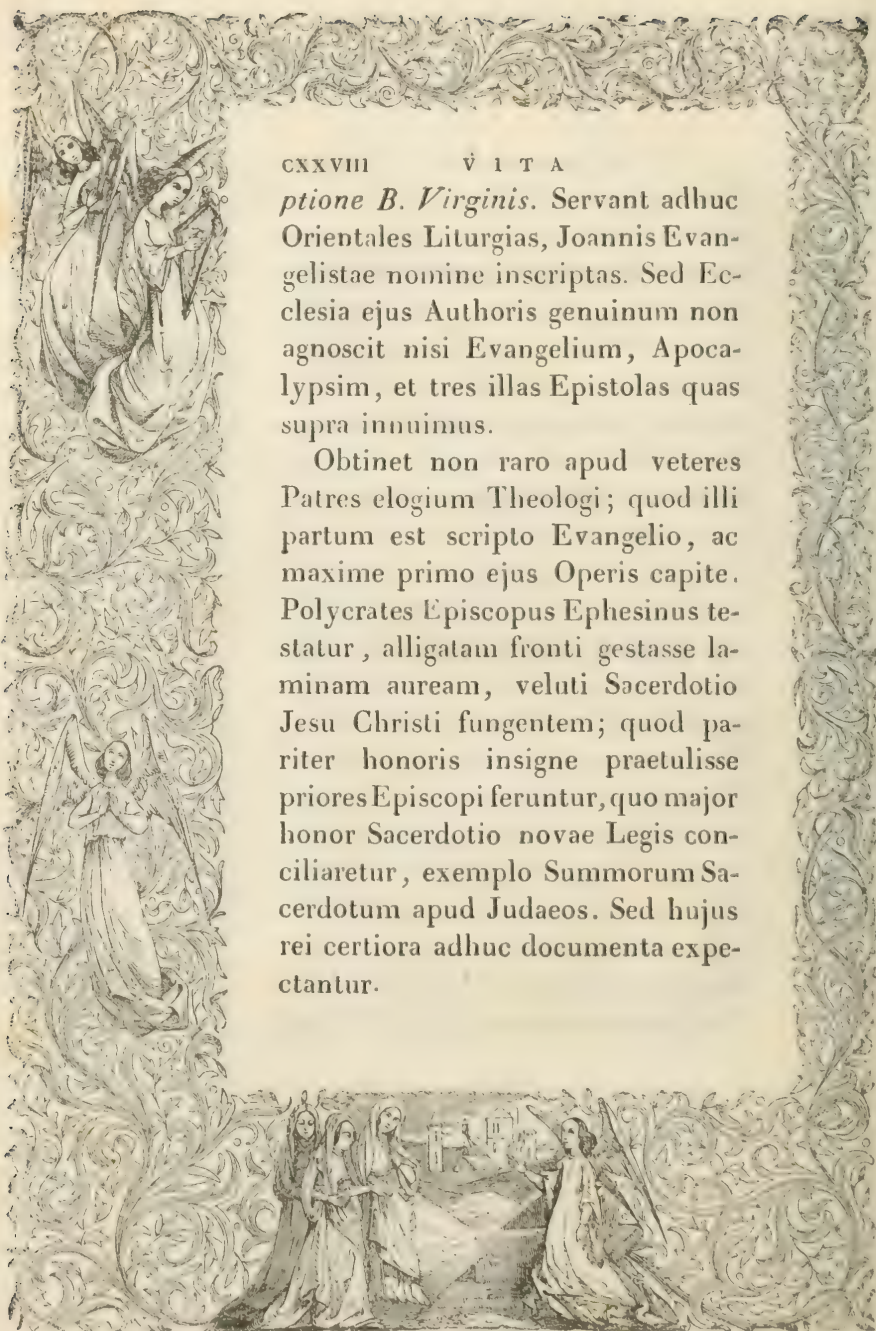 CXXVIII VITA
ptione B. Virginis. Servant adhuc
Orientales Liturgias, Joannis Evan-
gelistae nomine inscriptas. Sed Ec-
clesia ejus Authoris genuinum non
agnoscit nisi Evangelium, Apoca-
lypsim, et tres illas Epistolas quas
supra innuimus.
Obtinet non raro apud veteres
Patres elogium Theologi; quod illi
partum est scripto Evangelio, ac
maxime primo ejus Operis capite.
Polycrates Episcopus Ephesinus te-
statur, alligatam fronti gestasse la-
minam auream, veluti Sacerdotio
Jesu Christi fungentem; quod pa-
riter honoris insigne praetulisse
priores Episcopi feruntur, quo major
honor Sacerdotio novae Legis con-
ciliaretur, exemplo Summorum Sa-
cerdotum apud Judaeos. Sed hujus
rei certiora adhuc documenta expe-
ctantur.